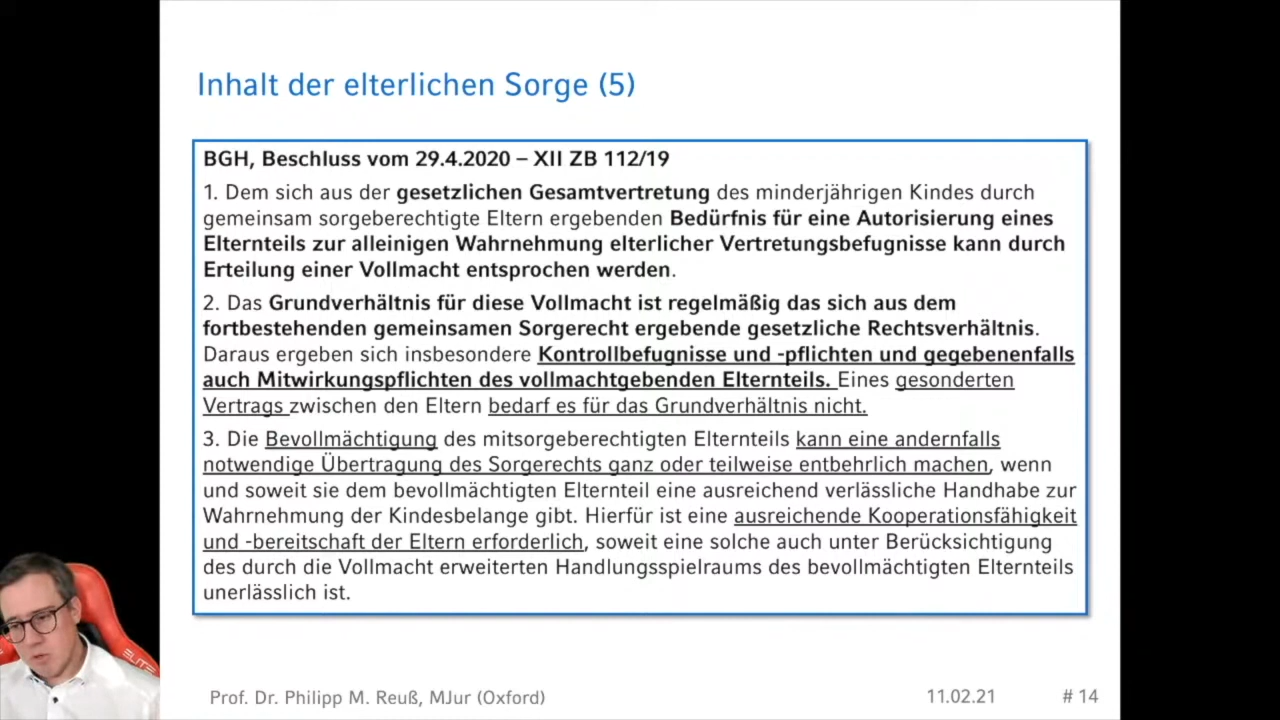 Inhalt der elterlichen Sorge (5)
BGH, Beschluss vom 29.4.2020 – XII ZB 112/19
1. Dem sich aus der gesetzlichen Gesamtvertretung des minderjährigen Kindes durch
gemeinsam sorgeberechtigte Eltern ergebenden Bedürfnis für eine Autorisierung eines
Elternteils zur alleinigen Wahrnehmung elterlicher Vertretungsbefugnisse kann durch
Erteilung einer Vollmacht entsprochen werden.
2. Das Grundverhältnis für diese Vollmacht ist regelmäßig das sich aus dem
fortbestehenden gemeinsamen Sorgerecht ergebende gesetzliche Rechtsverhältnis.
Daraus ergeben sich insbesondere Kontrollbefugnisse und -pflichten und gegebenenfalls
auch Mitwirkungspflichten des vollmachtgebenden Elternteils. Eines gesonderten
Vertrags zwischen den Eltern bedarf es für das Grundverhältnis nicht.
3. Die Bevollmächtigung des mitsorgeberechtigten Elternteils kann eine andernfalls
notwendige Übertragung des Sorgerechts ganz oder teilweise entbehrlich machen, wenn
und soweit sie dem bevollmächtigten Elternteil eine ausreichend verlässliche Handhabe zur
Wahrnehmung der Kindesbelange gibt. Hierfür ist eine ausreichende Kooperationsfähigkeit
und -bereitschaft der Eltern erforderlich, soweit eine solche auch unter Berücksichtigung
des durch die Vollmacht erweiterten Handlungsspielraums des bevollmächtigten Elternteils
unerlässlich ist.
ELITE
Prof. Dr. Philipp M. Reuß, MJur (Oxford)
11.02.21
# 14